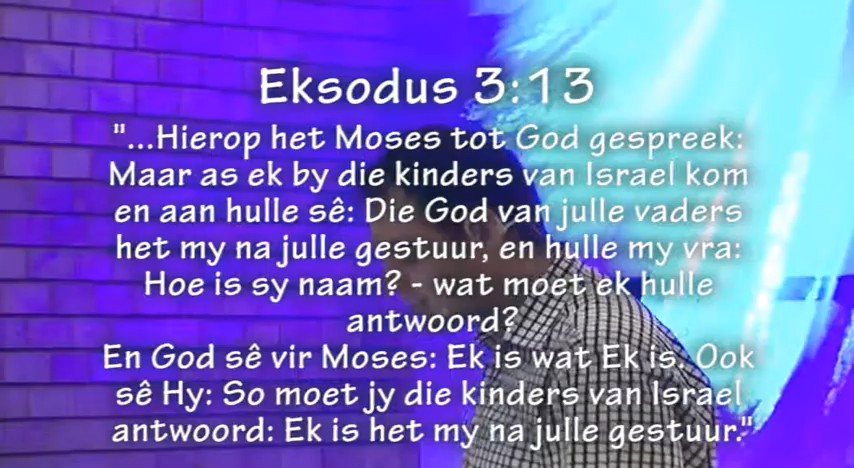 Eksodus 3:13
"...Hierop het Moses tot God gespreek:
Maar as ek by die kinders van Israel kom
en aan hulle sê: Die God van julle vaders
het my na julle gestuur, en hulle my vra:
Hoe is sy naam? - wat moet ek hulle
antwoord?
En God sê vir Moses: Ek is wat Ek is. Ook
sê Hy: So moet jy die kinders van Israel
antwoord: Ek is het my na julle gestuur."